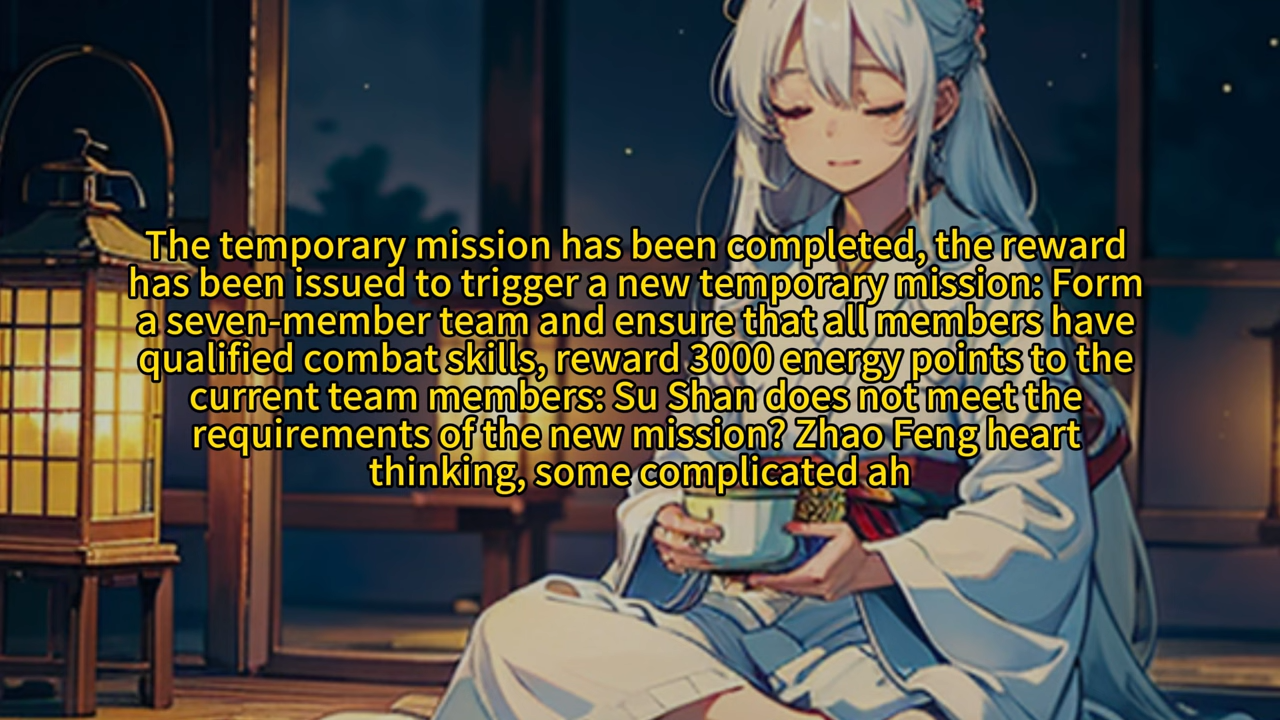 The temporary mission has been completed, the reward
has been issued to trigger a new temporary mission: Form
a seven-member team and ensure that all members have
qualified combat skills, reward 3000 energy points to the
current team members: Su Shan does not meet the
requirements of the new mission? Zhao Feng heart
thinking, some complicated ah